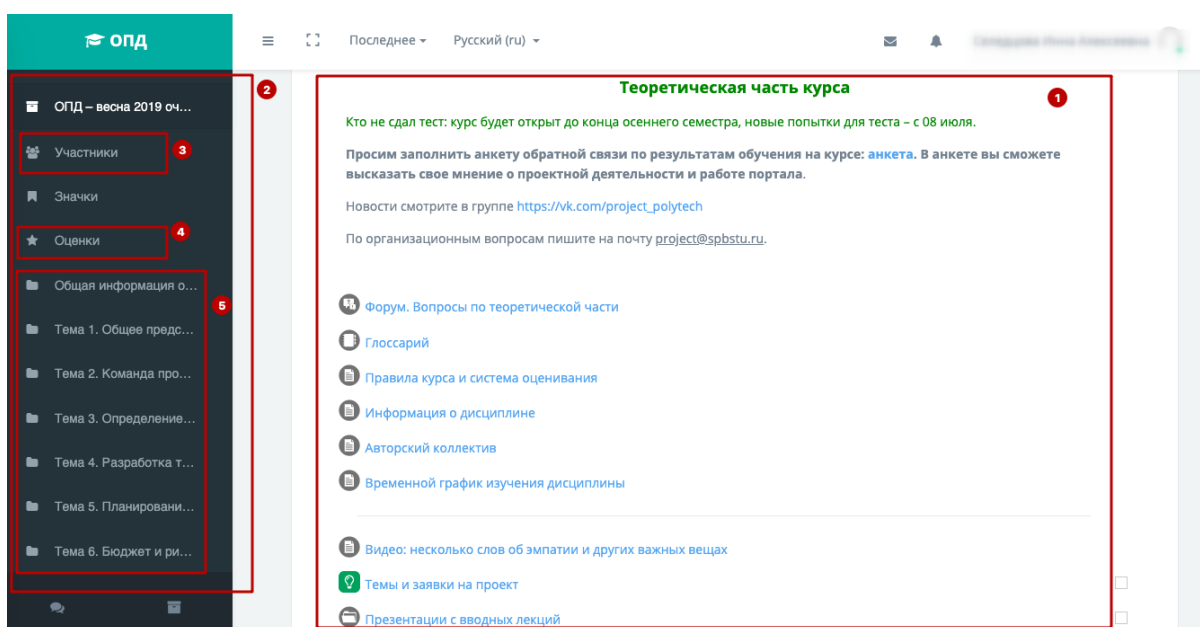 ОПД
Последнее
Русский (ru)
2
1
ОПД – весна 2019 оч...
Участники
3
Значки
Оценки
4
Общая информация о...
5
Тема 1. Общее предс...
Тема 2. Команда про...
Тема 3. Определение...
Тема 4. Разработка т...
Тема 5. Планировани...
Тема 6. Бюджет и ри...
Теоретическая часть курса
Кто не сдал тест: курс будет открыт до конца осеннего семестра, новые попытки для теста – с 08 июля.
Просим заполнить анкету обратной связи по результатам обучения на курсе: анкета. В анкете вы сможете
высказать свое мнение о проектной деятельности и работе портала.
Новости смотрите в группе https://vk.com/project_polytech
По организационным вопросам пишите на почту project@spbstu.ru.
Форум. Вопросы по теоретической части
Глоссарий
Правила курса и система оценивания
Информация о дисциплине
Авторский коллектив
Временной график изучения дисциплины
Видео: несколько слов об эмпатии и других важных вещах
Темы и заявки на проект
Презентации с вводных лекций